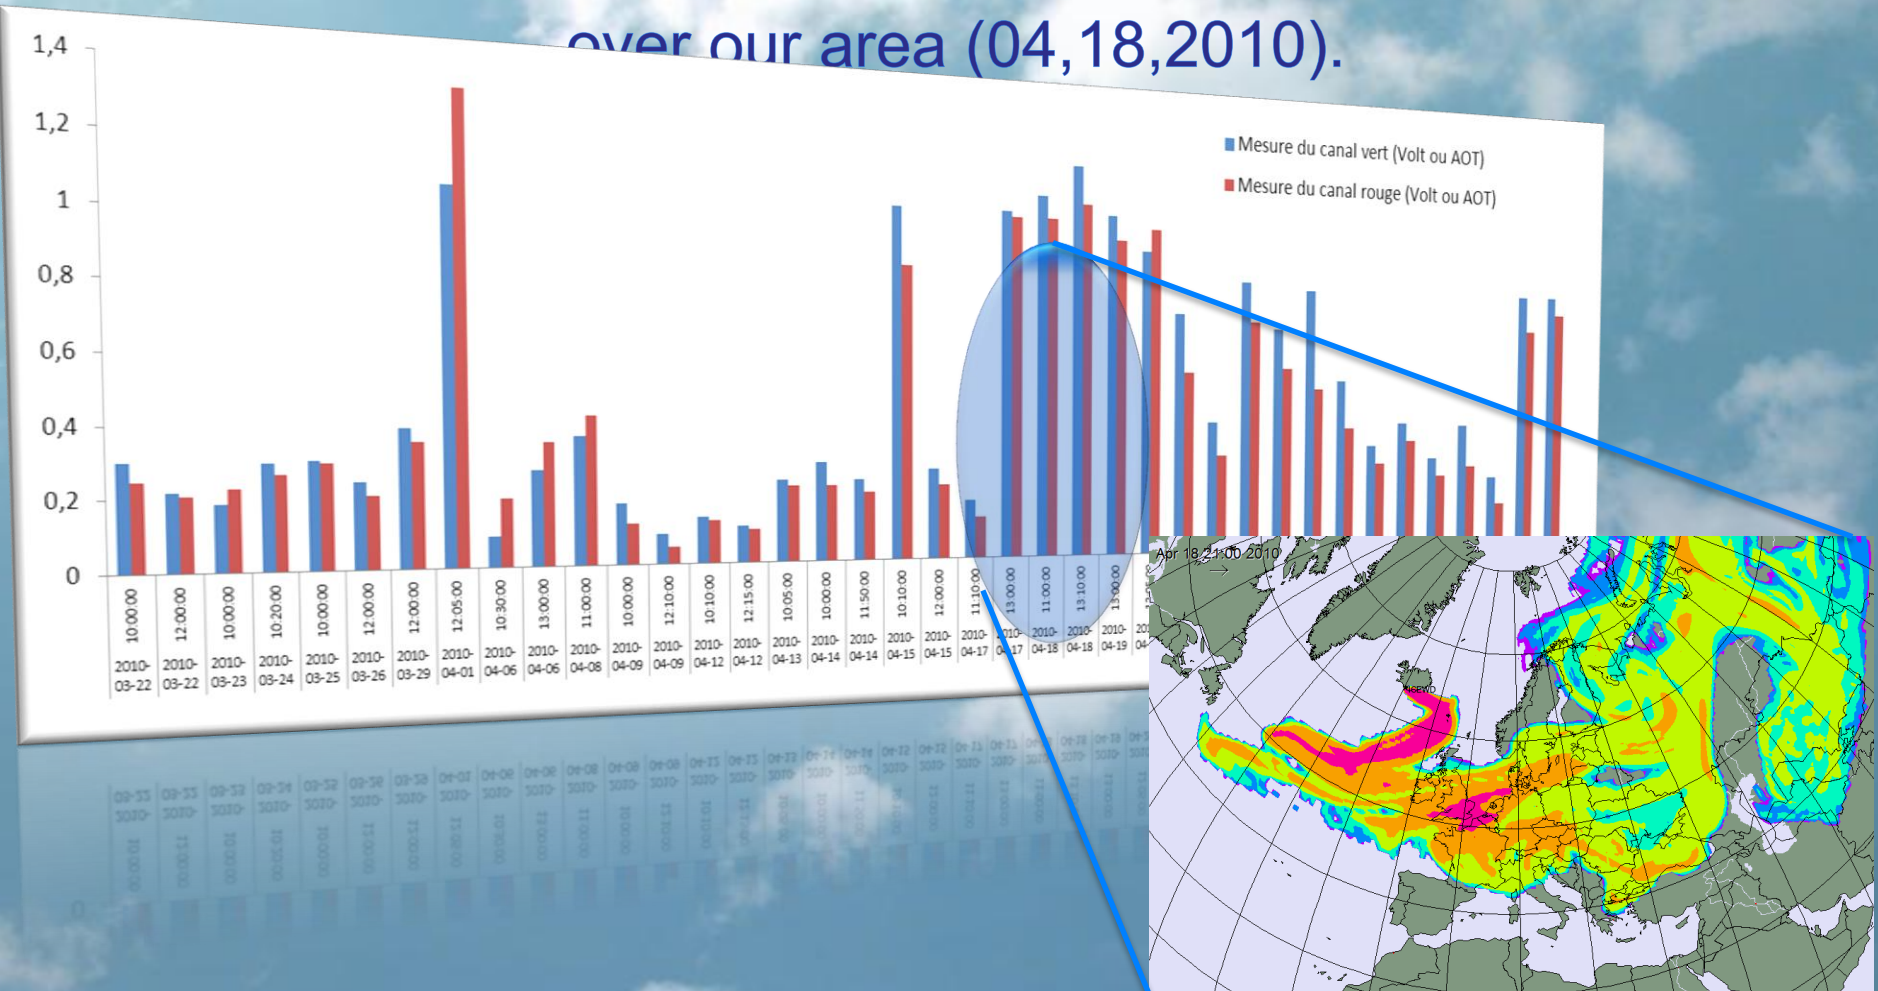 over our area (04,18,2010).
1,4
1,2
1
0,8
0,6
0,4
0,2
0
Mesure du canal vert (Volt ou AOT)
Mesure du canal rouge (Volt ou AOT)
10:00:00 12:00:00 10:00:00 10:20:00 10:00:00 12:00:00 12:00:00 12:05:00 10:30:00 13:00:00 11:00:00 10:00:00 12:10:00 12:15:00 10:05:00 10:00:00 11:50:00 10:10:00 12:00:00 11:10:00 13:00:00 11:00:00 13:10:00 13:00:00
2010- 2010- 2010- 2010- 2010- 2010- 2010- 2010- 2010- 2010- 2010- 2010- 2010- 2010- 2010- 2010- 2010- 2010- 2010- 2010- 2010- 2010- 2010- 2010-
03-22 03-22 03-23 03-24 03-25 03-26 03-29 04-01 04-06 04-06 04-08 04-09 04-09 04-12 04-12 04-13 04-14 04-14 04-15 04-15 04-17 04-17 04-18 04-18 04-19
Apr 18 21:00 2010